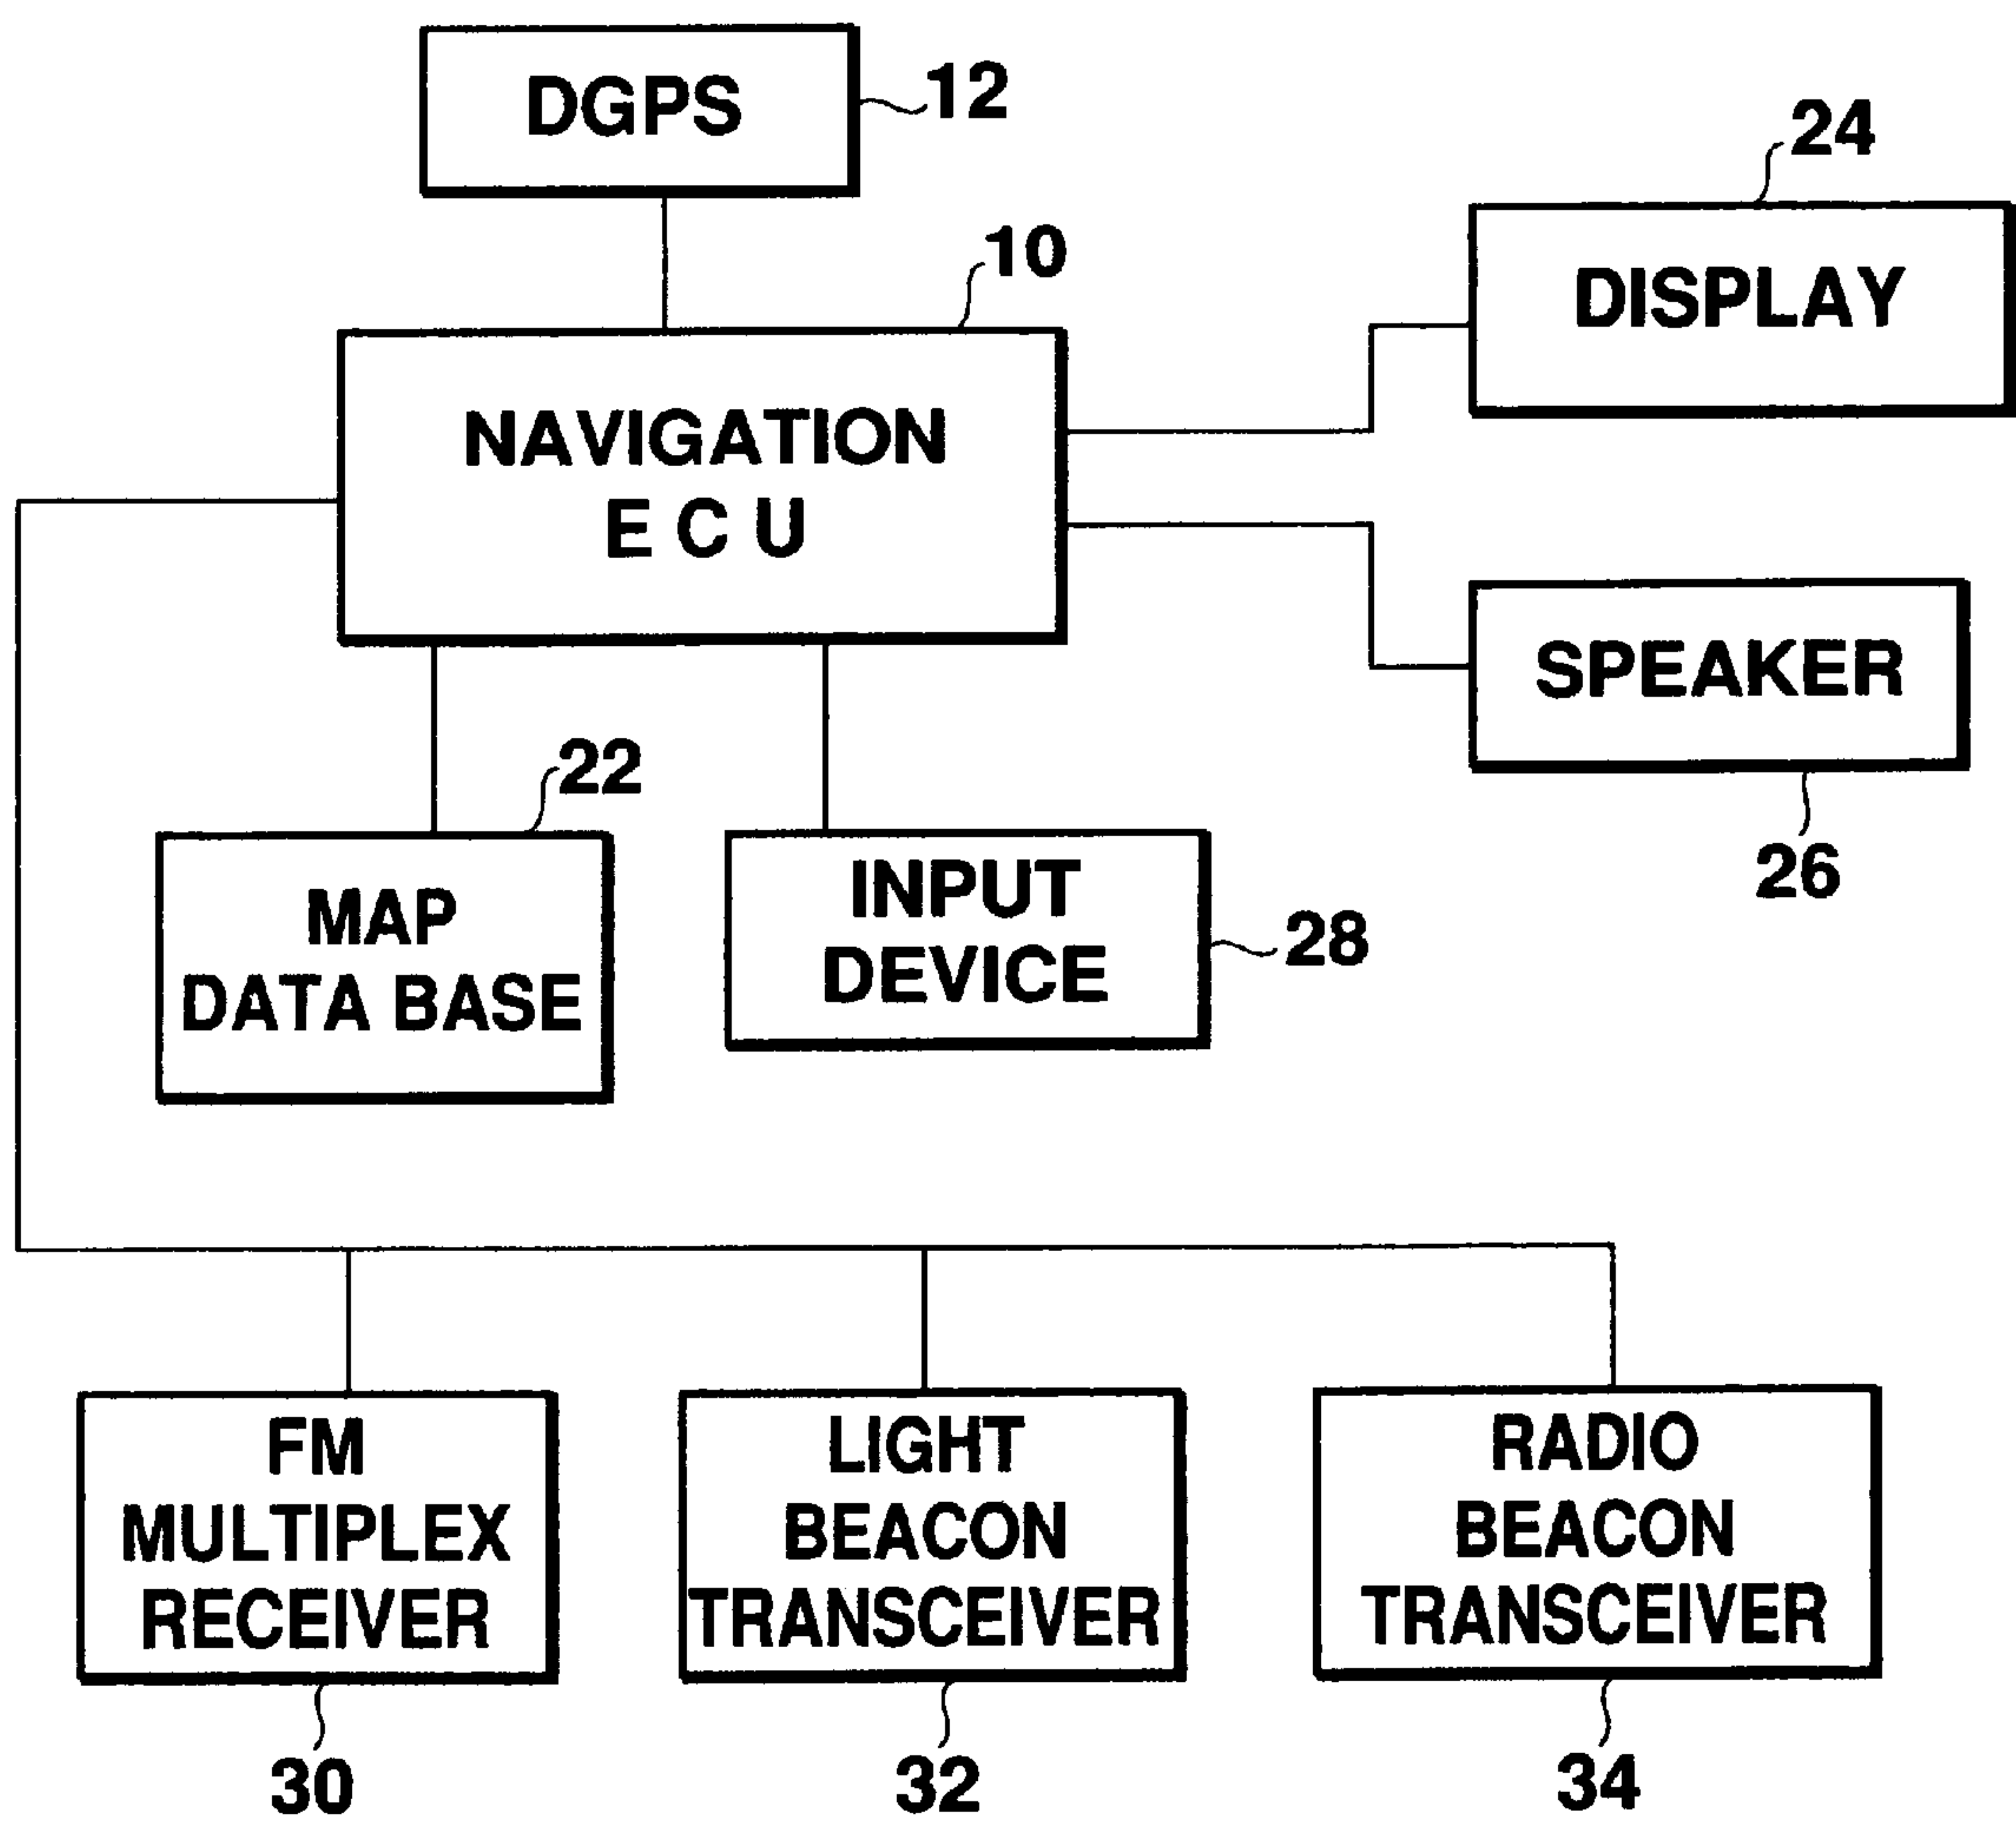 DGPS
12
24
10
DISPLAY
NAVIGATION
E C U
SPEAKER
26
22
MAP
DATA BASE
INPUT
DEVICE
28
FM
MULTIPLEX
RECEIVER
30
LIGHT
BEACON
TRANSCEIVER
32
RADIO
BEACON
TRANSCEIVER
34